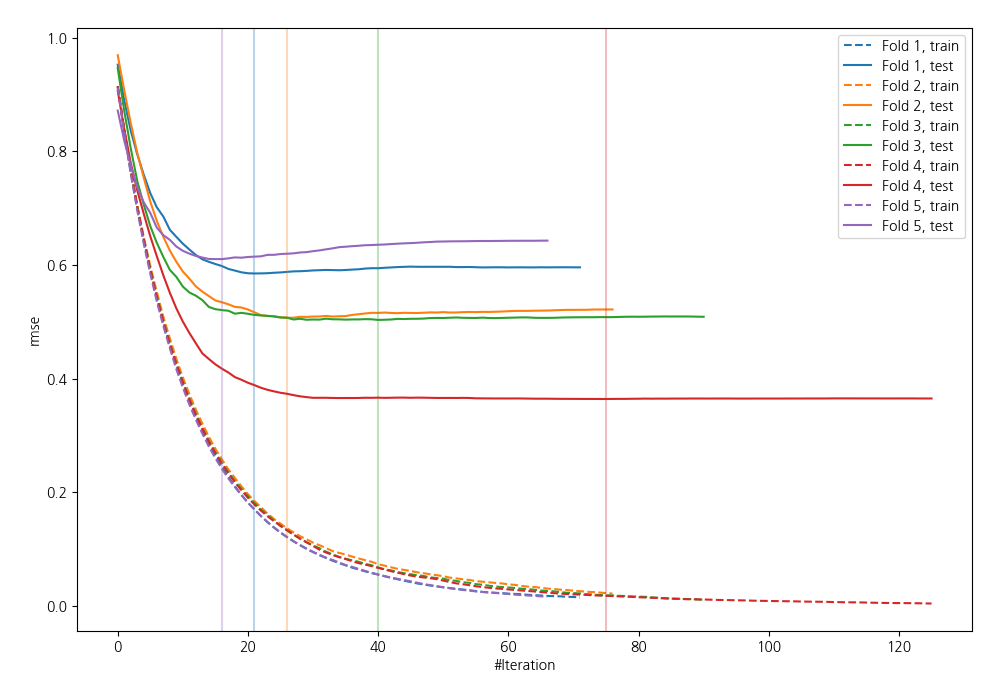 1.0
0.8
0.6
0.4
0.2
0.0
rmse
0 20 40 60 80 100 120
#Iteration
Fold 1, train
Fold 1, test
Fold 2, train
Fold 2, test
Fold 3, train
Fold 3, test
Fold 4, train
Fold 4, test
Fold 5, train
Fold 5, test